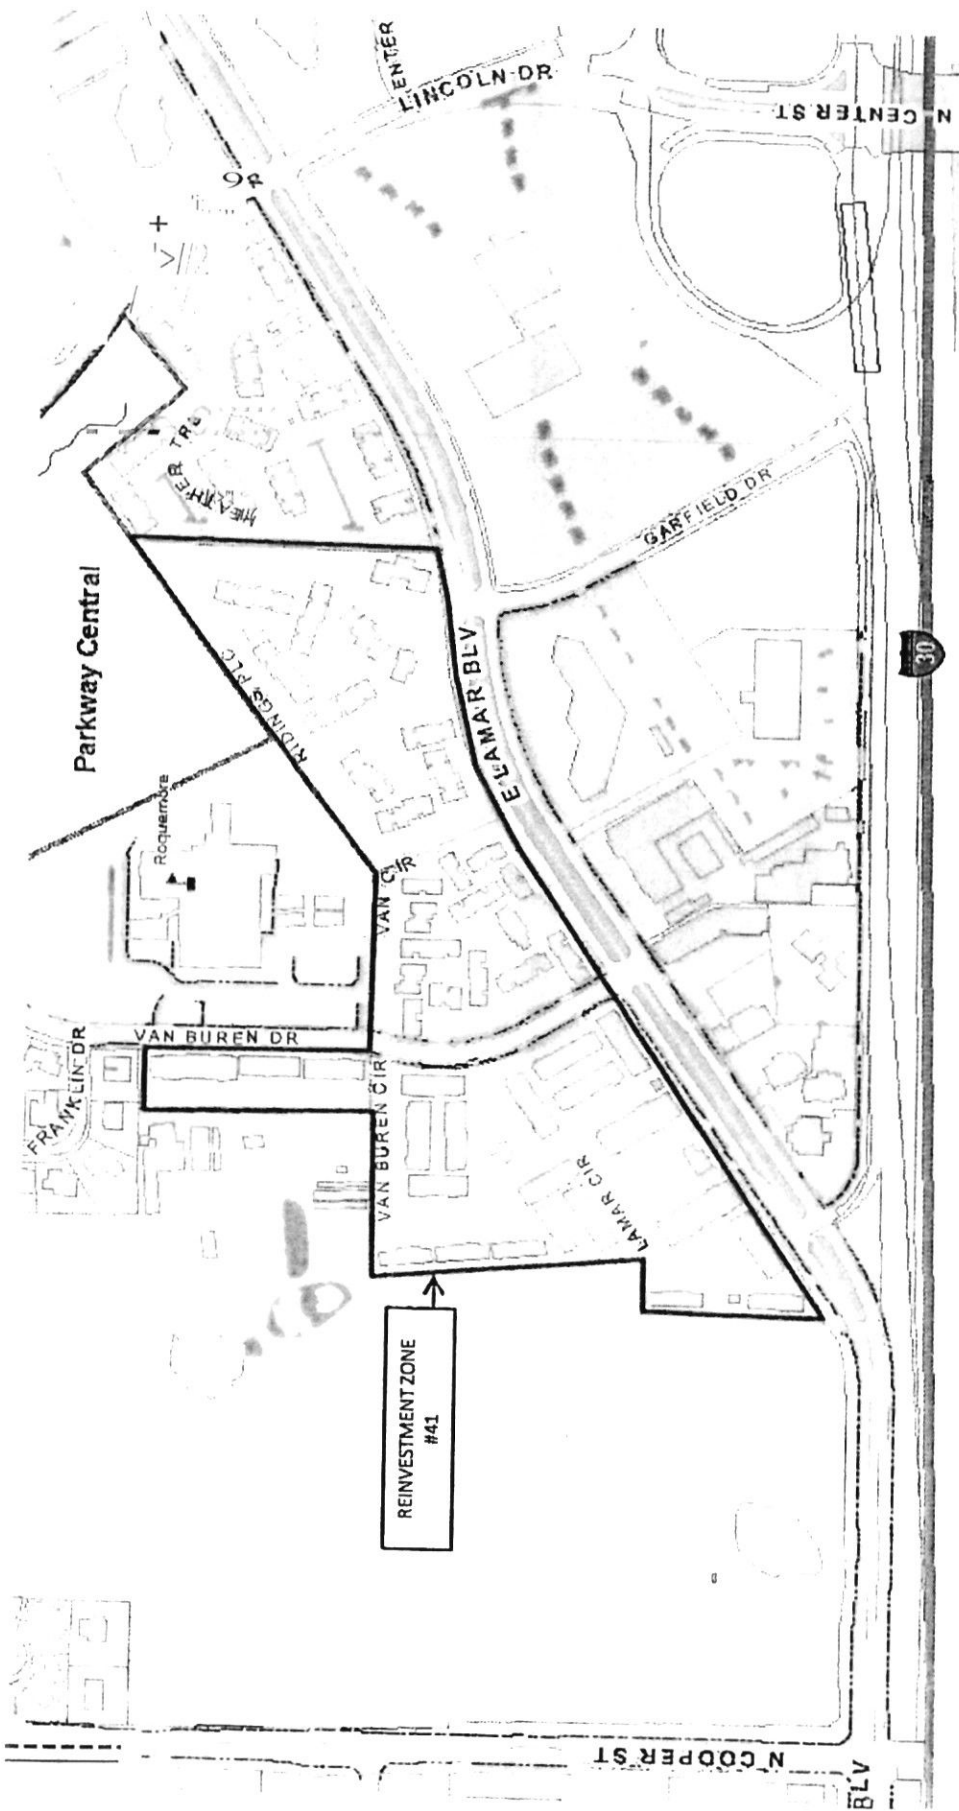 Parkway Central
Roquemore
FRANKLIN DR
VAN BUREN DR
VAN BUREN CIR
VAN CIR
RIDINGS PLC
HEATHER TRL
E LAMAR BLV
LAMAR CIR
REINVESTMENT ZONE
#41
GARFIELD DR
LINCOLN DR
ENTER
N CENTER ST
N COOPER ST
BLV
30